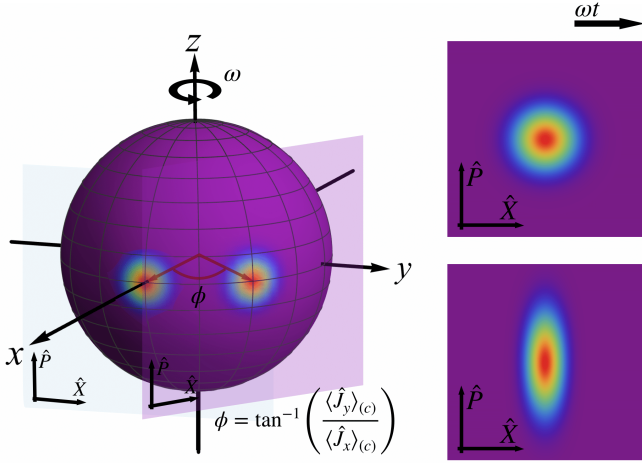 z
ω
ωt
P̂
X̂
y
ϕ
x
P̂
X̂
P̂
X̂
ϕ = tan⁻¹(⟨Ĵ_y⟩_(c) / ⟨Ĵ_x⟩_(c))
P̂
X̂